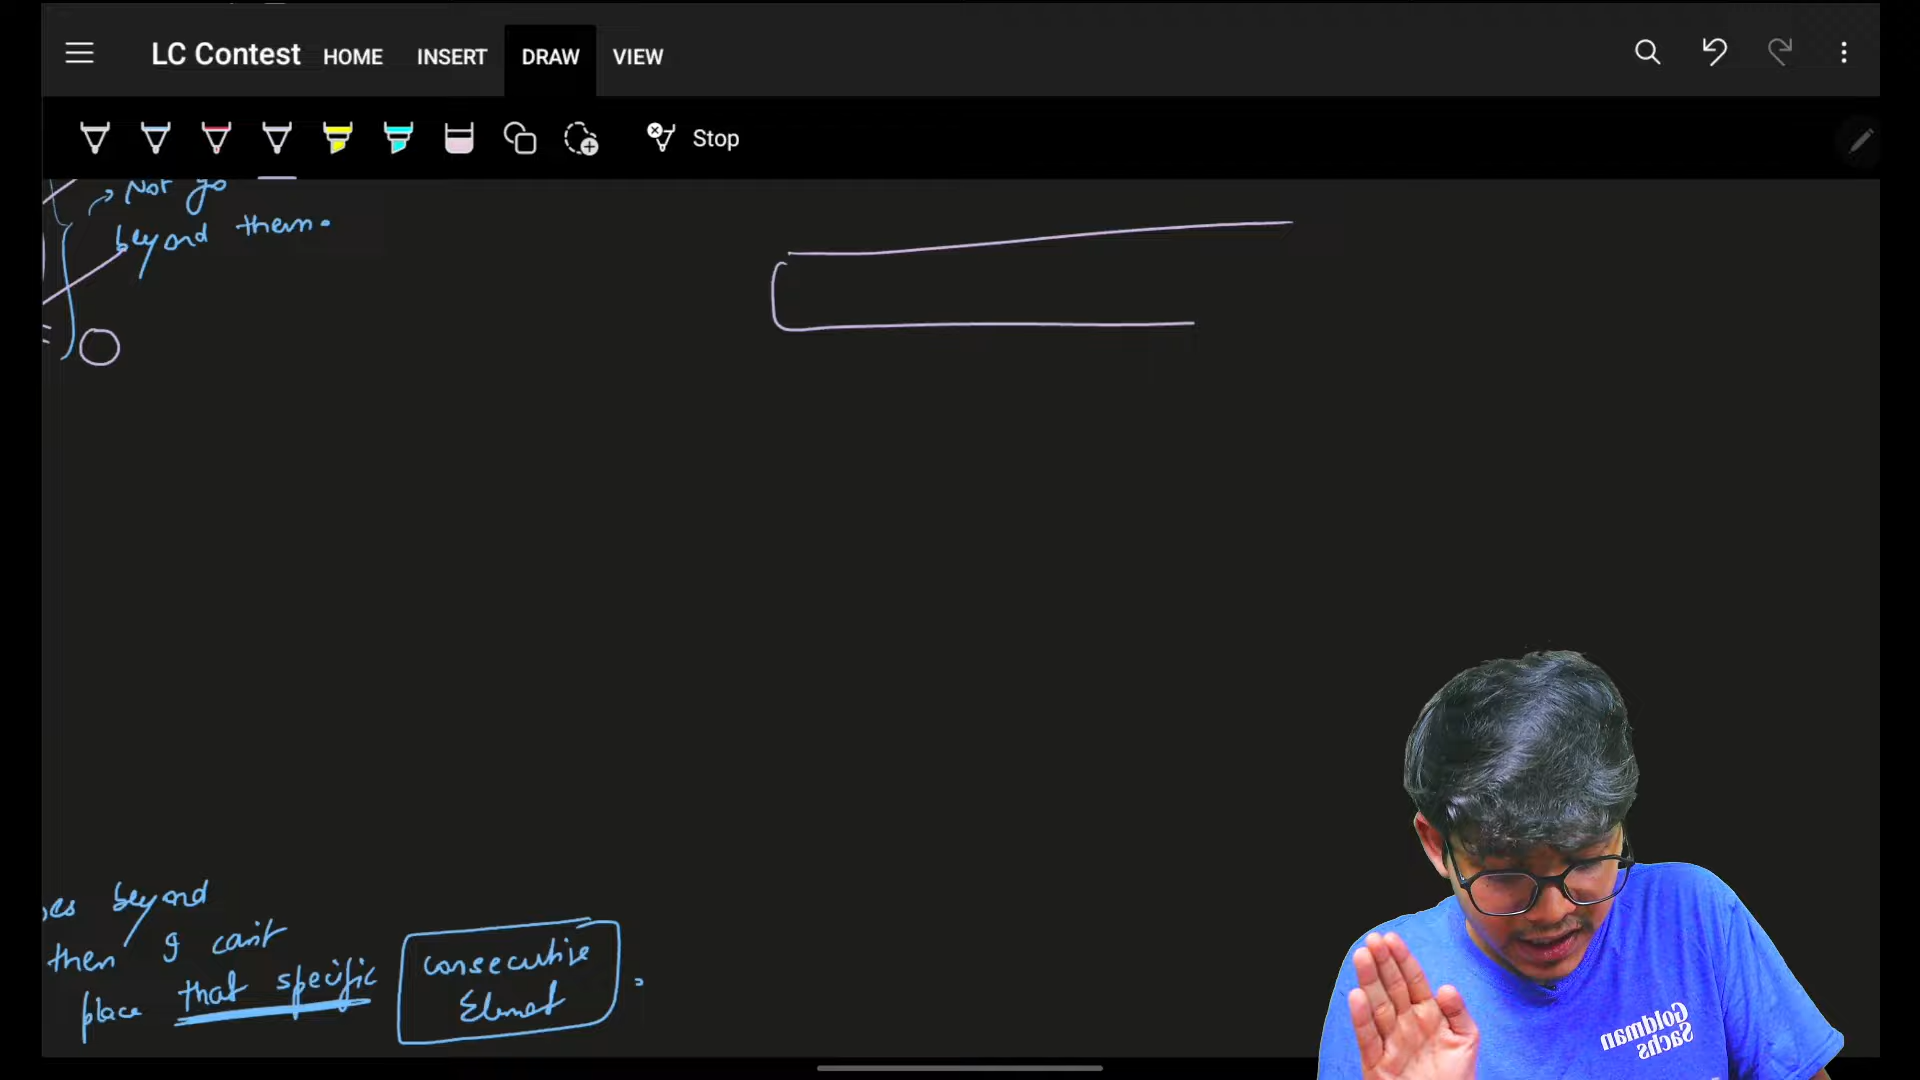 LC Contest HOME INSERT DRAW VIEW
Stop
Not go
beyond them.
beyond
then I can't
place that specific
consecutive
Elemet
Goldman
Sachs